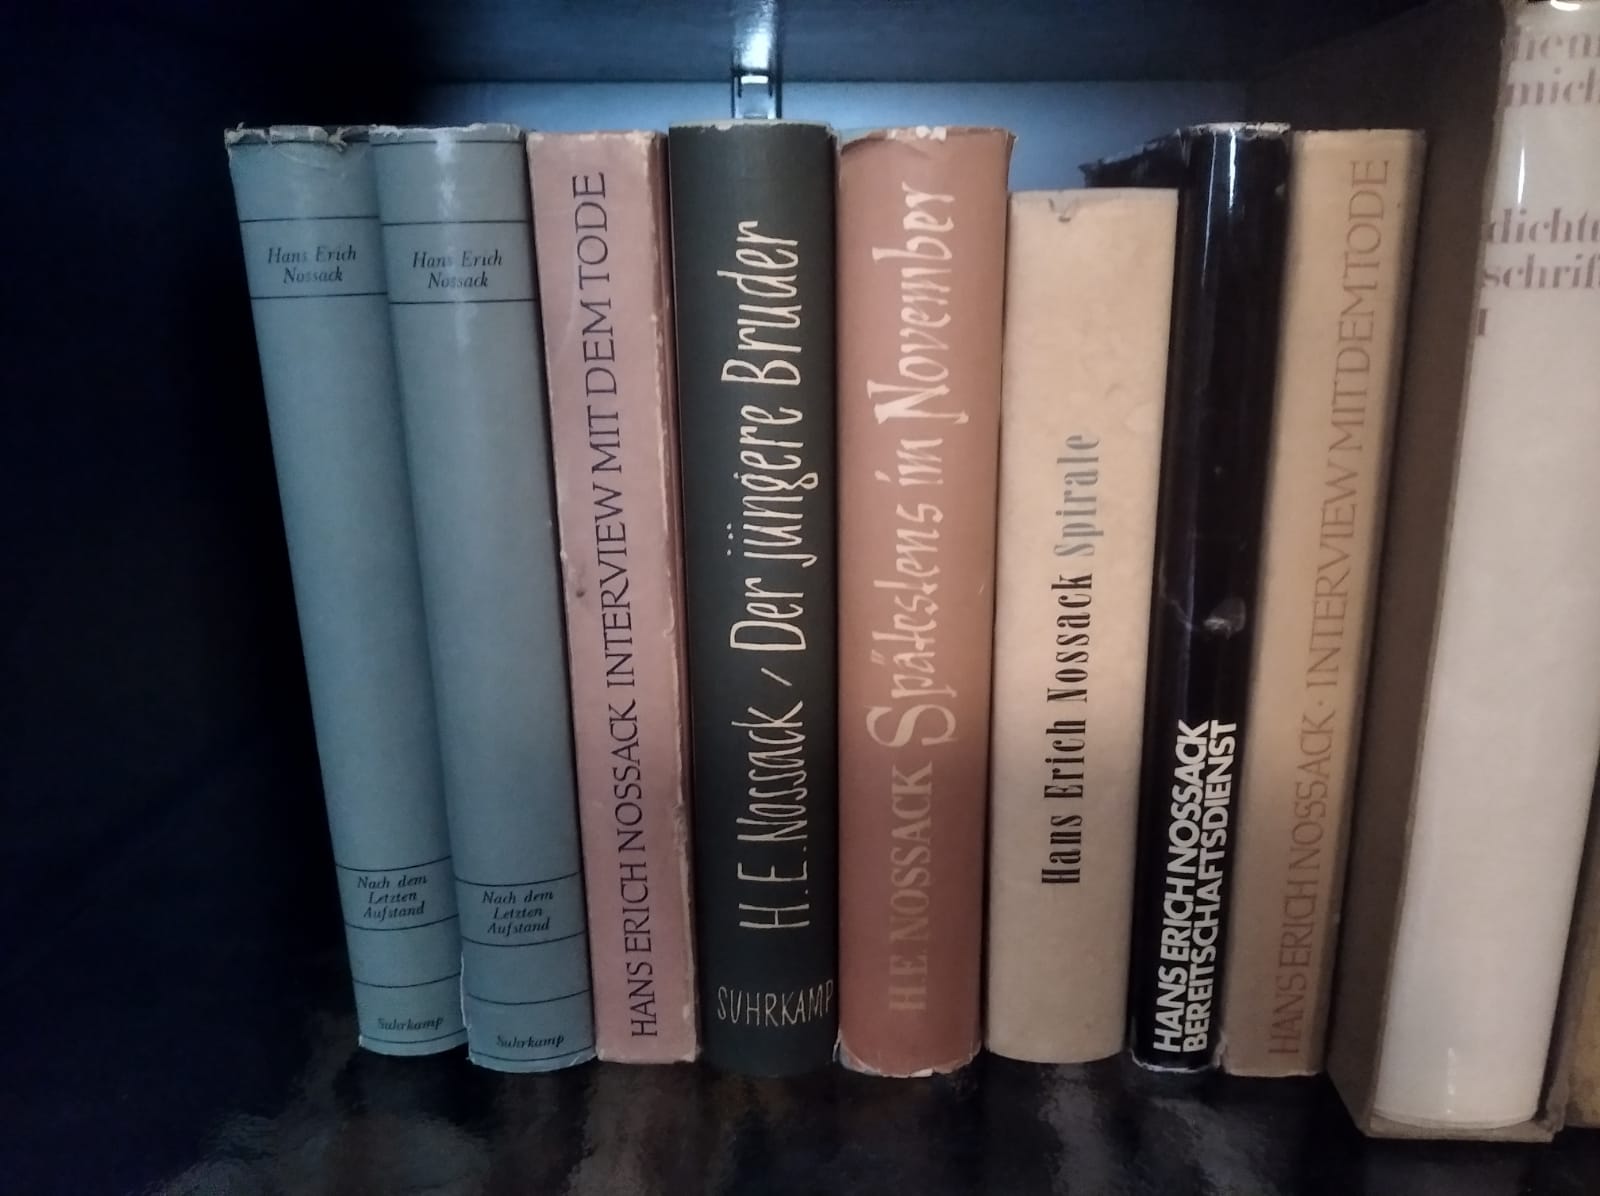 Hans Erich
Nossack
Nach dem
Letzten
Aufstand
Suhrkamp
Hans Erich
Nossack
Nach dem
Letzten
Aufstand
Suhrkamp
HANS ERICH NOSSACK INTERVIEW MIT DEM TODE
H.E. Nossack / Der jüngere Bruder
SUHRKAMP
H.E. NOSSACK Spätestens im November
Hans Erich Nossack Spirale
HANS ERICH NOSSACK
BEREITSCHAFTSDIENST
HANS ERICH NOSSACK · INTERVIEW MIT DEM TODE